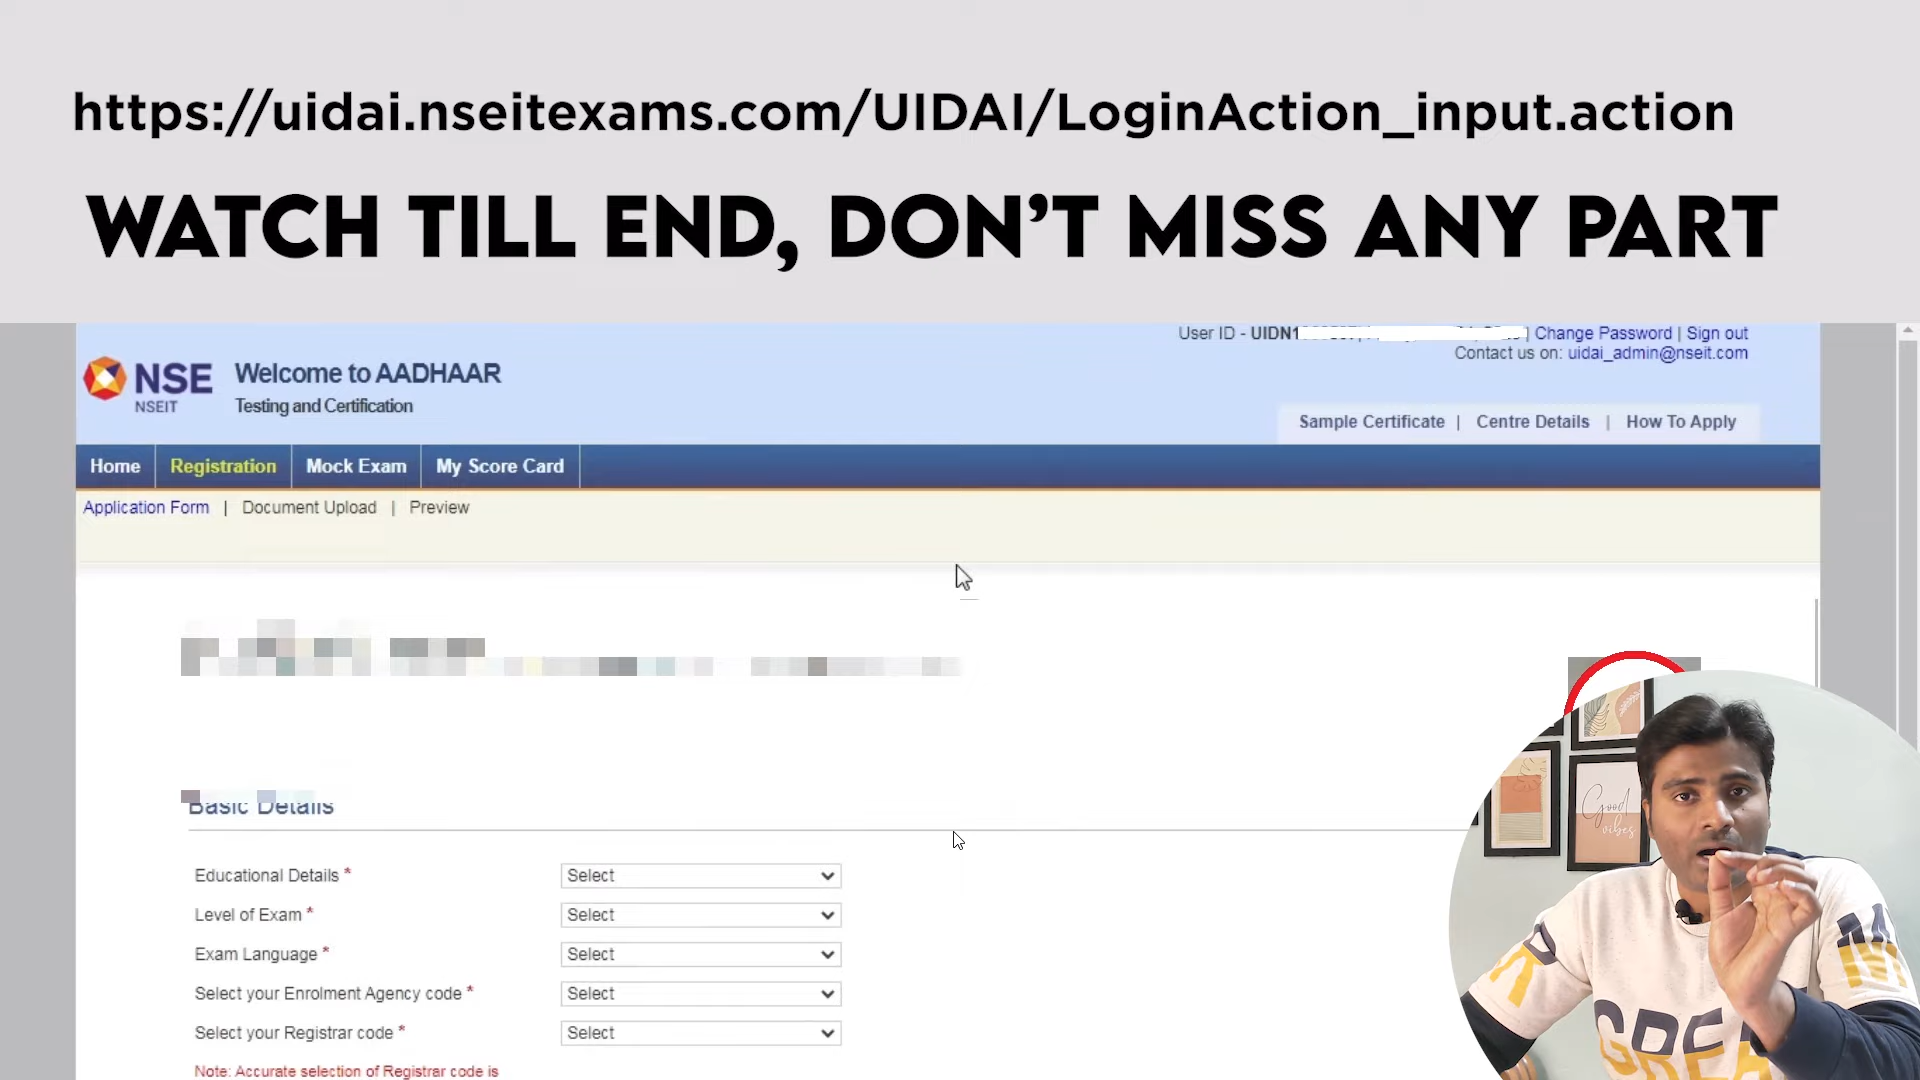 https://uidai.nseitexams.com/UIDAI/LoginAction_input.action
WATCH TILL END, DON'T MISS ANY PART
User ID - UIDN1 | Change Password | Sign out
Contact us on: uidai_admin@nseit.com
NSE
NSEIT
Welcome to AADHAAR
Testing and Certification
Sample Certificate | Centre Details | How To Apply
Home Registration Mock Exam My Score Card
Application Form | Document Upload | Preview
Basic Details
Educational Details * Select
Level of Exam * Select
Exam Language * Select
Select your Enrolment Agency code * Select
Select your Registrar code * Select
Note: Accurate selection of Registrar code is
Good
vibes